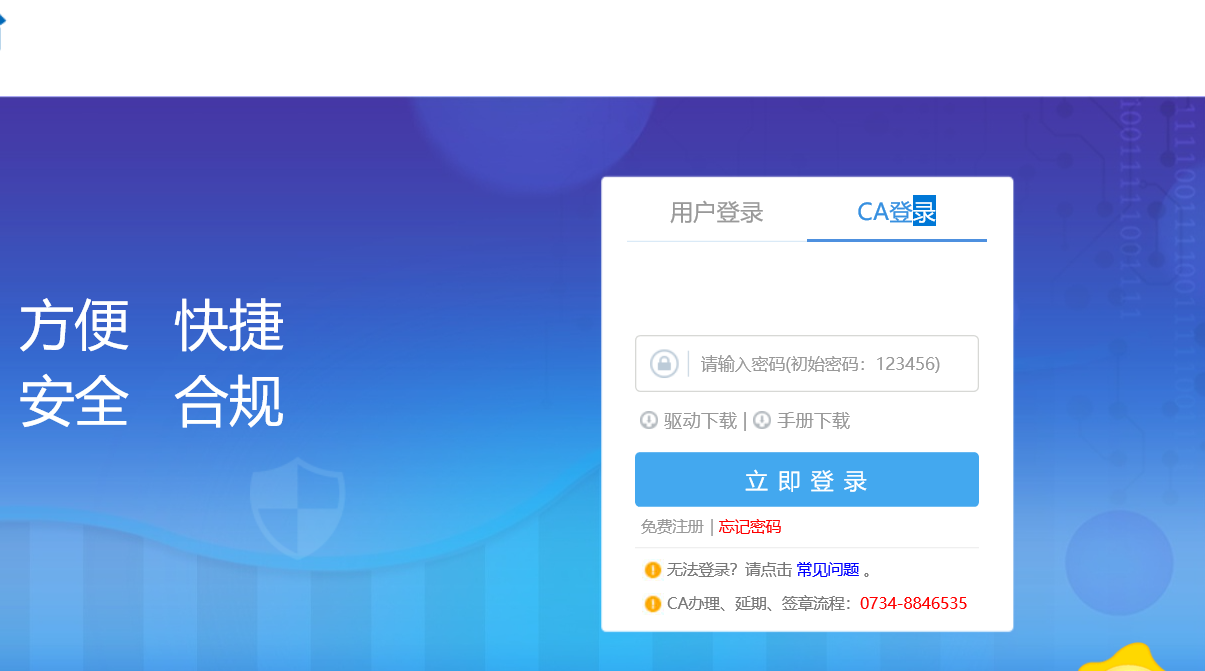 用户登录
CA登录
方便 快捷
安全 合规
请输入密码(初始密码：123456)
驱动下载 | 手册下载
立即登录
免费注册 | 忘记密码
无法登录？请点击 常见问题 。
CA办理、延期、签章流程：0734-8846535